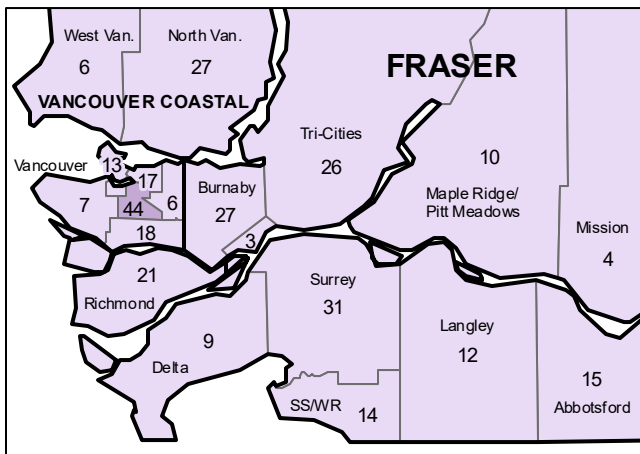 West Van.
6
North Van.
27
VANCOUVER COASTAL
FRASER
Tri-Cities
26
10
Maple Ridge/
Pitt Meadows
Mission
4
Vancouver
13
17
7
44
6
18
Burnaby
27
3
21
Richmond
Surrey
31
9
Delta
Langley
12
SS/WR
14
15
Abbotsford